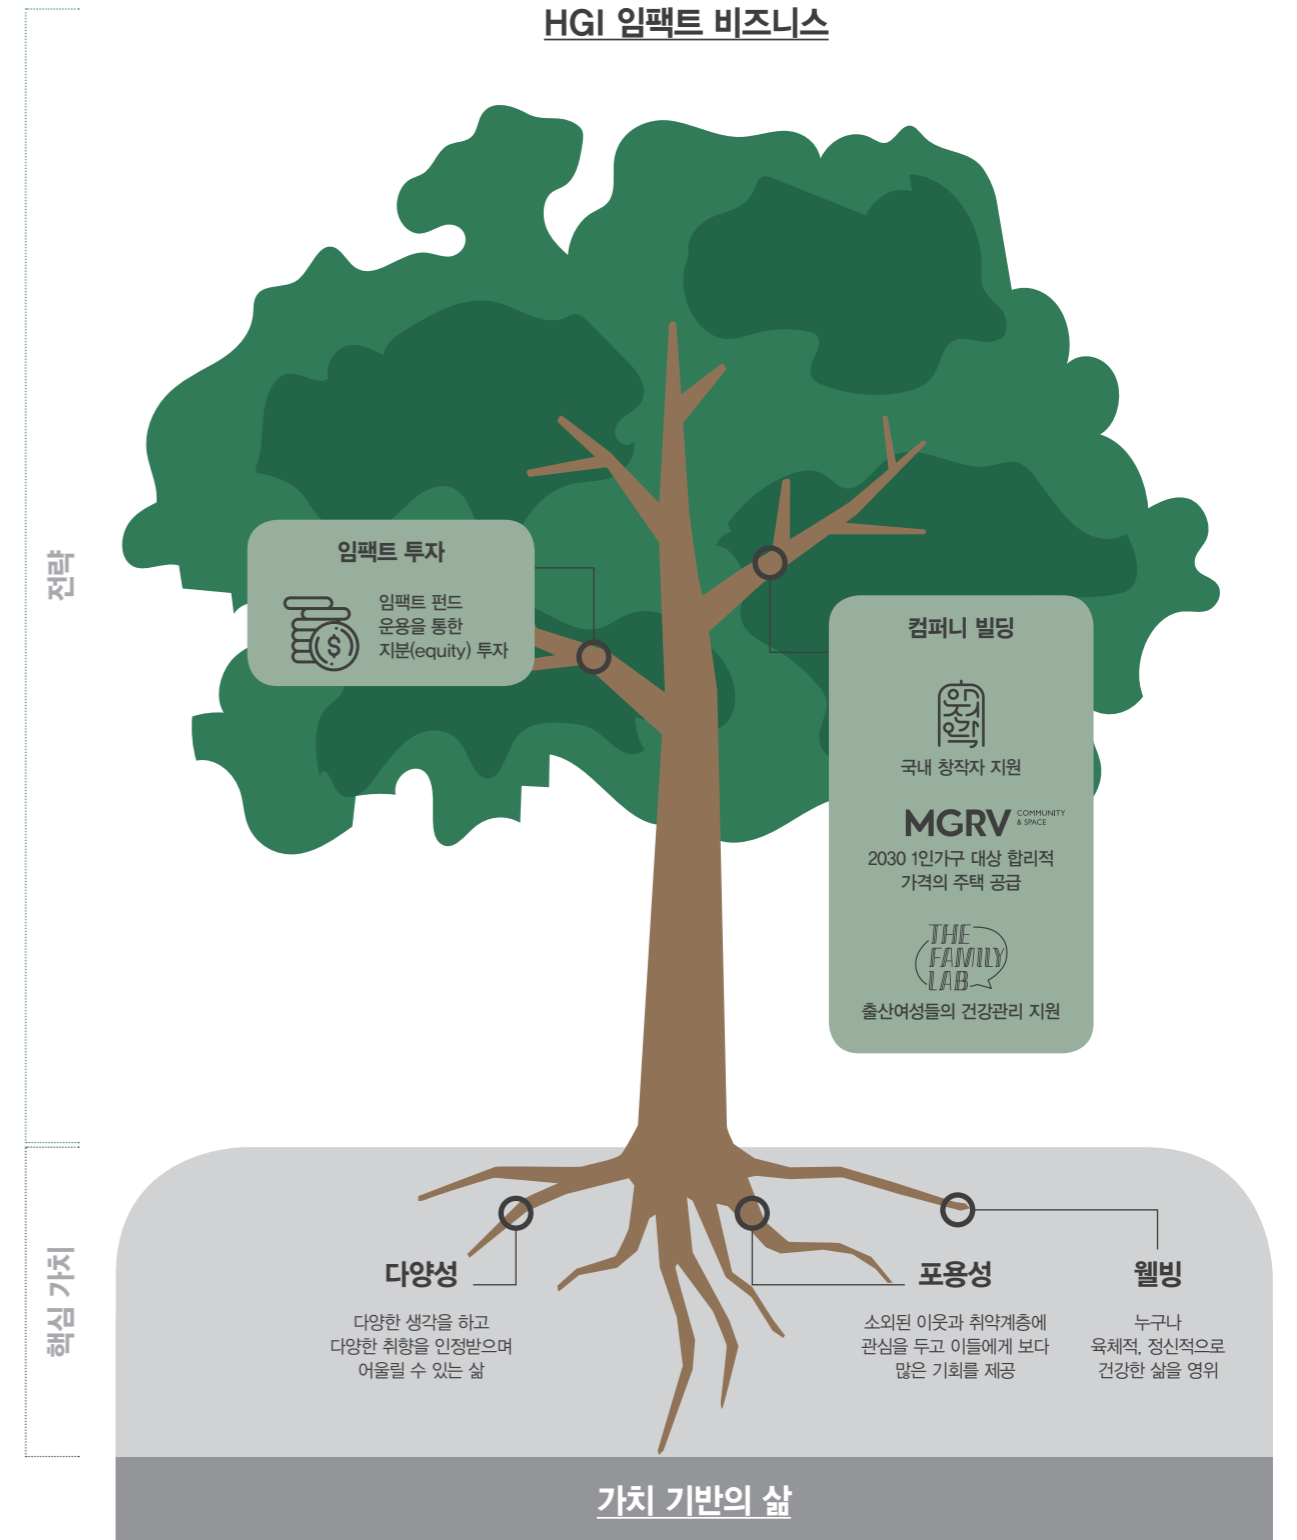 HGI 임팩트 비즈니스
전략
임팩트 투자
임팩트 펀드
운용을 통한
지분(equity) 투자
$
컴퍼니 빌딩
국내 창작자 지원
MGRV COMMUNITY
& SPACE
2030 1인가구 대상 합리적
가격의 주택 공급
THE
FAMILY
LAB
출산여성들의 건강관리 지원
핵심 가치
다양성
다양한 생각을 하고
다양한 취향을 인정받으며
어울릴 수 있는 삶
포용성
소외된 이웃과 취약계층에
관심을 두고 이들에게 보다
많은 기회를 제공
웰빙
누구나
육체적, 정신적으로
건강한 삶을 영위
가치 기반의 삶